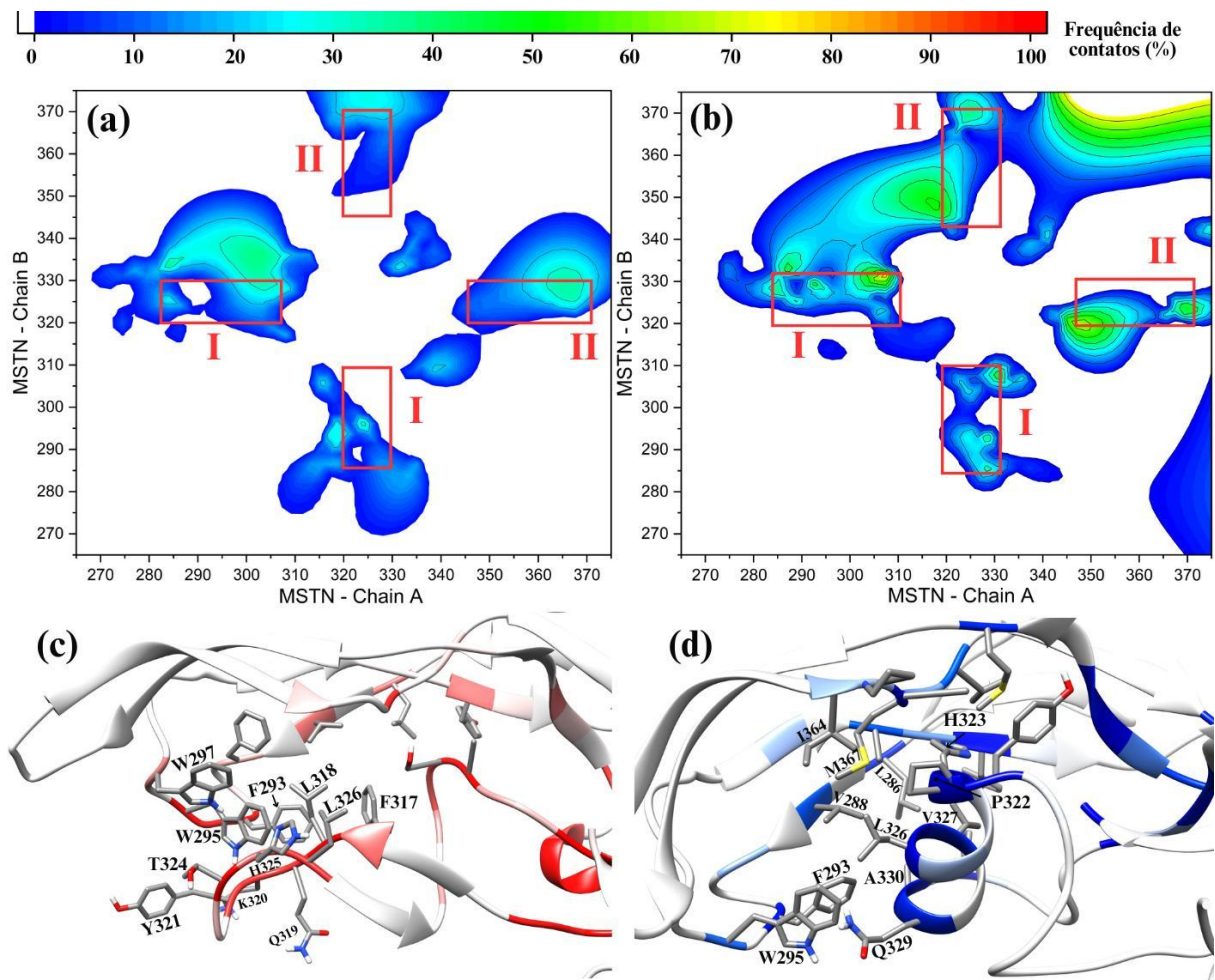 0 10 20 30 40 50 60 70 80 90 100
Frequência de
contatos (%)
(a)
370
360
350
340
330
320
310
300
290
280
270
MSTN - Chain B
II
I
II
I
270 280 290 300 310 320 330 340 350 360 370
MSTN - Chain A
(b)
370
360
350
340
330
320
310
300
290
280
270
MSTN - Chain B
II
II
I
I
270 280 290 300 310 320 330 340 350 360 370
MSTN - Chain A
(c)
W297
F293
L318
L326
F317
W295
H325
T324
K320
Y321
Q319
(d)
H323
I364
M367
L286
P322
V288
V327
L326
F293
A330
W295
Q329